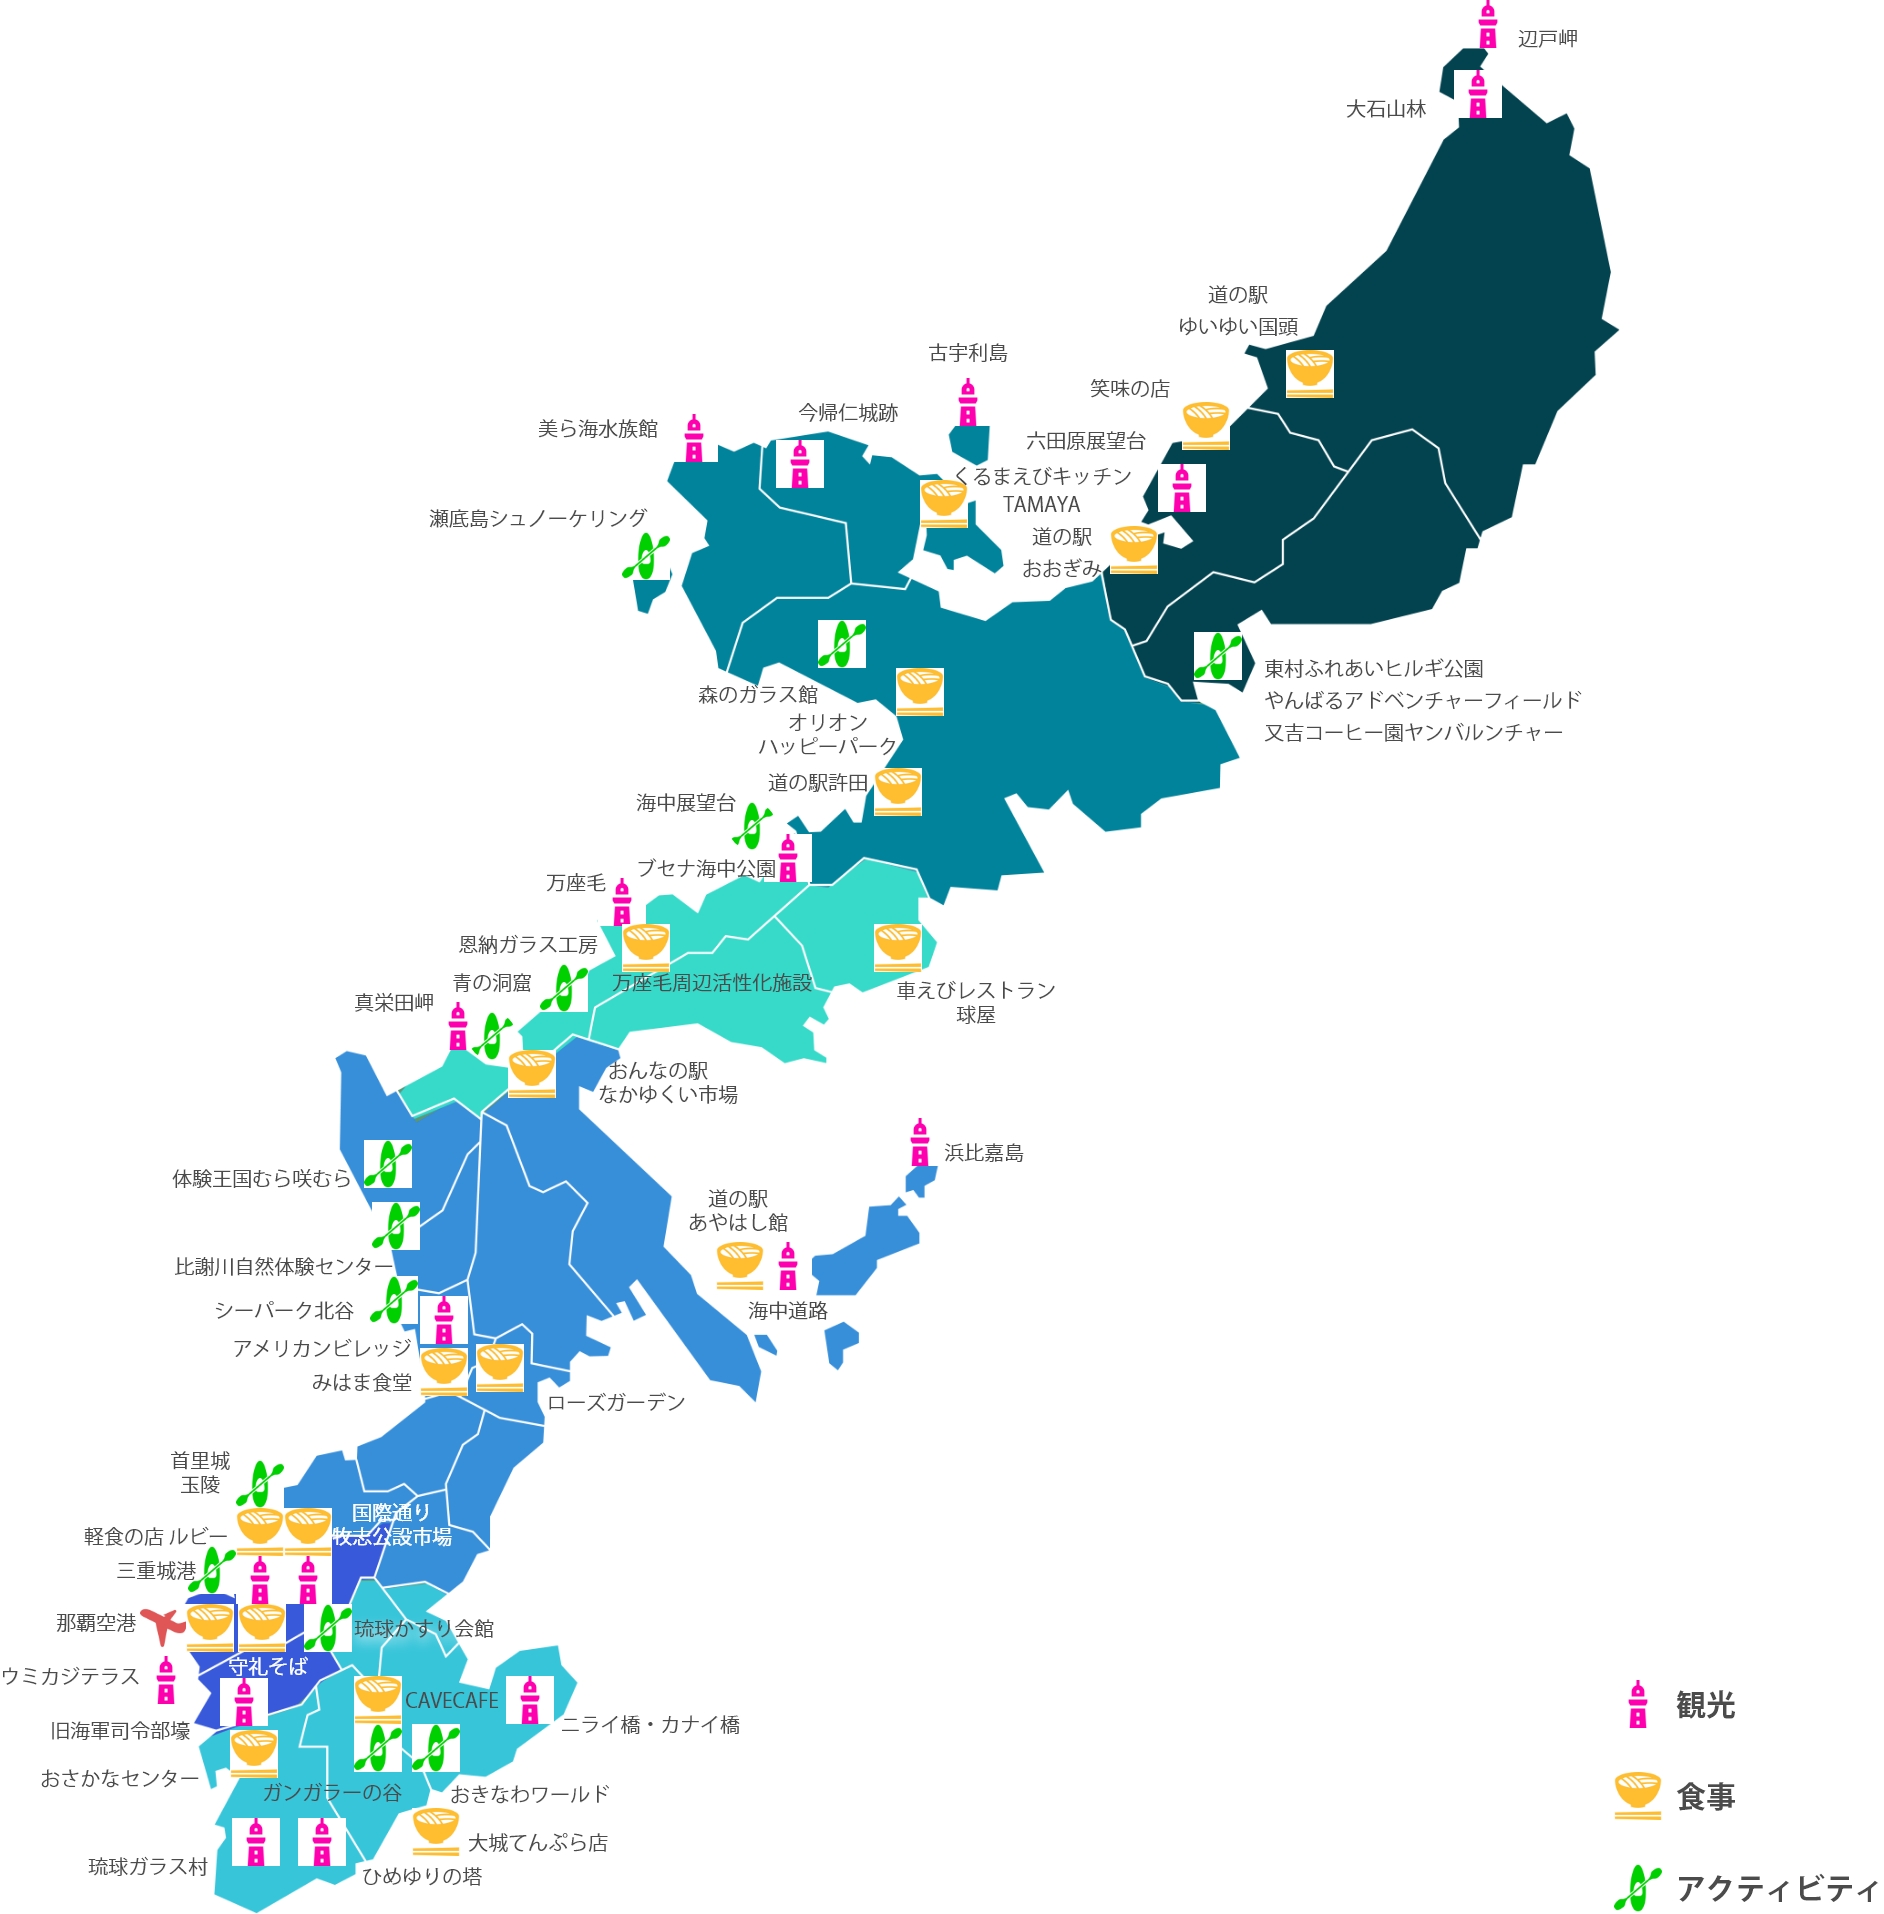 辺戸岬
大石山林
道の駅
ゆいゆい国頭
古宇利島
笑味の店
今帰仁城跡
美ら海水族館
六田原展望台
くるまえびキッチン
TAMAYA
瀬底島シュノーケリング
道の駅
おおぎみ
東村ふれあいヒルギ公園
やんばるアドベンチャーフィールド
又吉コーヒー園ヤンバルンチャー
森のガラス館
オリオン
ハッピーパーク
道の駅許田
海中展望台
ブセナ海中公園
万座毛
恩納ガラス工房
青の洞窟
万座毛周辺活性化施設
真栄田岬
車えびレストラン
球屋
おんなの駅
なかゆくい市場
浜比嘉島
体験王国むら咲むら
道の駅
あやはし館
比謝川自然体験センター
シーパーク北谷
海中道路
アメリカンビレッジ
みはま食堂
ローズガーデン
首里城
玉陵
国際通り
牧志公設市場
軽食の店 ルビー
三重城港
那覇空港
琉球かすり会館
守礼そば
ウミカジテラス
CAVECAFE
ニライ橋・カナイ橋
旧海軍司令部壕
おさかなセンター
ガンガラーの谷
おきなわワールド
大城てんぷら店
琉球ガラス村
ひめゆりの塔
観光
食事
アクティビティ